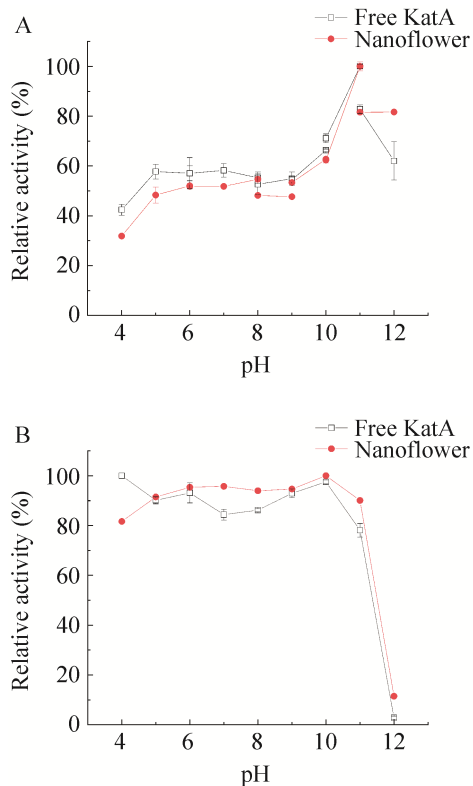 A
Free KatA
Nanoflower
Relative activity (%)
100
80
60
40
20
0
4 6 8 10 12
pH
B
Free KatA
Nanoflower
Relative activity (%)
100
80
60
40
20
0
4 6 8 10 12
pH